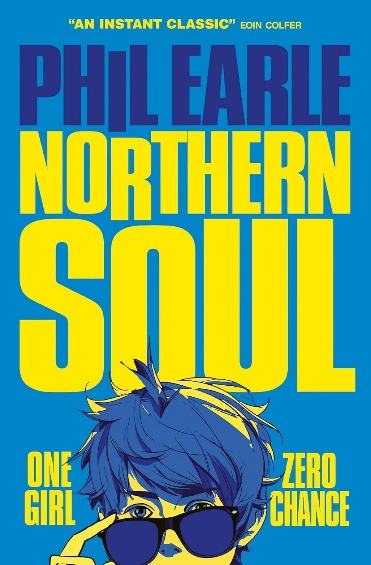 “AN INSTANT CLASSIC” EOIN COLFER
PHIL EARLE
NORTHERN
SOUL
ONE
GIRL
ZERO
CHANCE